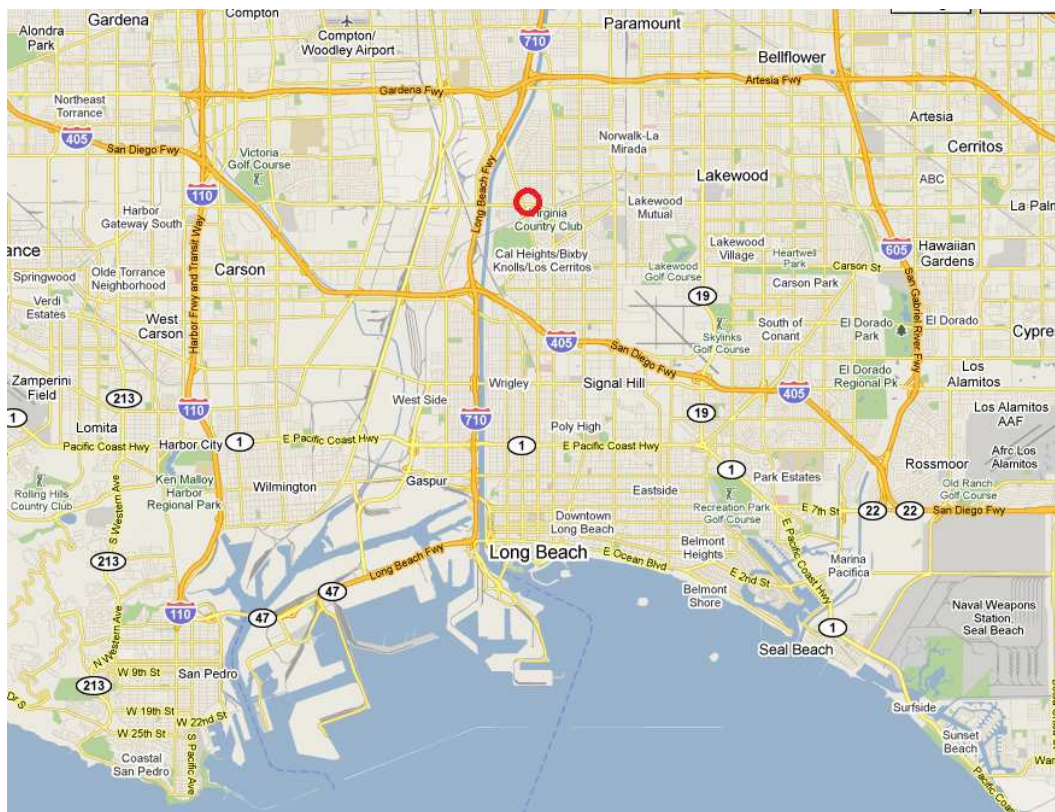 Gardena
Compton
Paramount
Alondra
Park
Compton/
Woodley Airport
710
Bellflower
Gardena Fwy
Artesia Fwy
Northeast
Torrance
405
San Diego Fwy
Victoria
Golf Course
Long Beach Fwy
Norwalk-La
Mirada
Artesia
Cerritos
110
Lakewood
ABC
Harbor
Gateway South
Virginia
Country Club
Lakewood
Mutual
La Palm
ance
Harbor Frwy and Transit Way
Cal Heights/Bixby
Knolls/Los Cerritos
Lakewood
Village
Heartwell
Park
605
Hawaiian
Gardens
Springwood
Olde Torrance
Neighborhood
Carson
Lakewood
Golf Course
Carson St
Carson Park
San Gabriel River Fwy
Verdi
Estates
West
Carson
19
Skylinks
Golf Course
South of
Conant
El Dorado
Park
El Dorado
Cypres
405
San Diego Fwy
Zamperini
Field
213
Wrigley
Signal Hill
405
El Dorado
Regional Pk
Los
Alamitos
1
Lomita
110
West Side
710
19
Los Alamitos
AAF
Pacific Coast Hwy
Harbor City
1
E Pacific Coast Hwy
1
Poly High
E Pacific Coast Hwy
Afrc Los
Alamitos
Rolling Hills
Country Club
S Western Ave
Ken Malloy
Harbor
Regional Park
Wilmington
Gaspur
1
Park Estates
Rossmoor
Eastside
Old Ranch
Golf Course
Recreation Park
Golf Course
E 7th St
22
22
San Diego Fwy
Downtown
Long Beach
E Pacific Coast Hwy
213
Long Beach Fwy
Long Beach
E Ocean Blvd
Belmont
Heights
E 2nd St
Marina
Pacifica
47
47
110
Belmont
Shore
Naval Weapons
Station,
Seal Beach
N Western Ave
1
Seal Beach
W 9th St
San Pedro
213
Dr S
W 19th St
W 22nd St
W 25th St
S Pacific Ave
Surfside
Sunset
Beach
Coastal
San Pedro
Pacific Coast
War